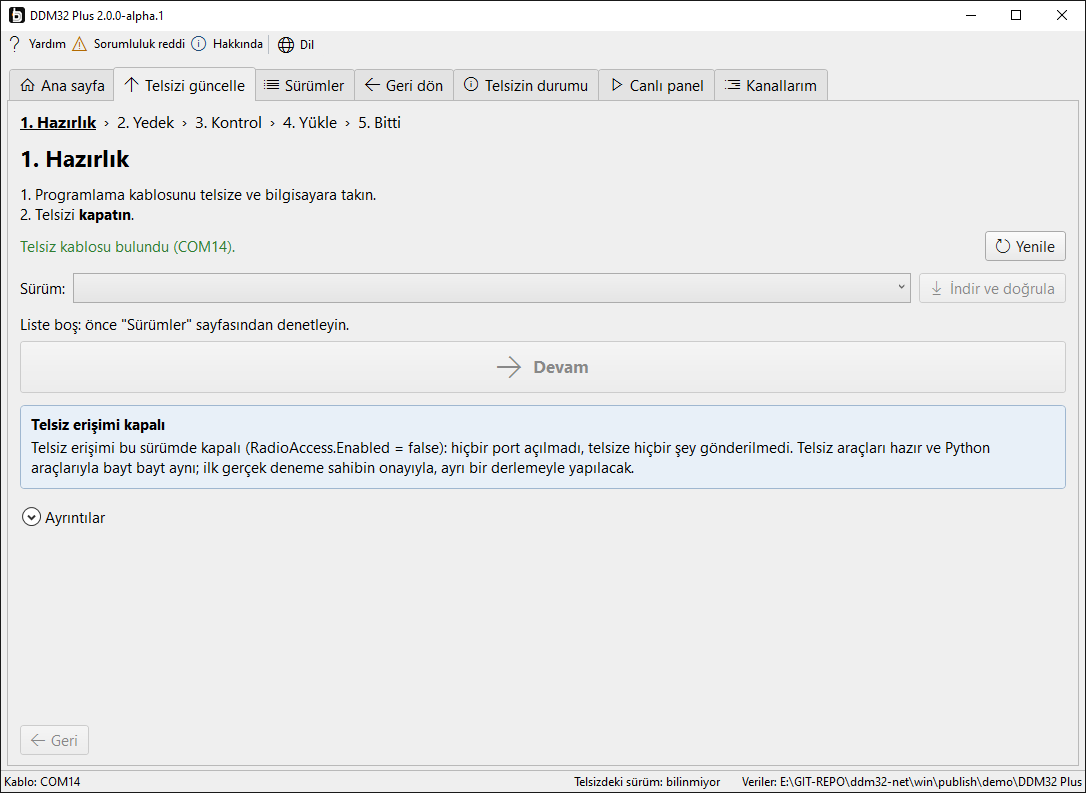 DDM32 Plus 2.0.0-alpha.1
Yardım Sorumluluk reddi Hakkında Dil
Ana sayfa Telsizi güncelle Sürümler Geri dön Telsizin durumu Canlı panel Kanallarım
1. Hazırlık › 2. Yedek › 3. Kontrol › 4. Yükle › 5. Bitti
1. Hazırlık
1. Programlama kablosunu telsize ve bilgisayara takın.
2. Telsizi kapatın.
Telsiz kablosu bulundu (COM14). Yenile
Sürüm: İndir ve doğrula
Liste boş: önce "Sürümler" sayfasından denetleyin.
Devam
Telsiz erişimi kapalı
Telsiz erişimi bu sürümde kapalı (RadioAccess.Enabled = false): hiçbir port açılmadı, telsize hiçbir şey gönderilmedi. Telsiz araçları hazır ve Python
araçlarıyla bayt bayt aynı; ilk gerçek deneme sahibin onayıyla, ayrı bir derlemeyle yapılacak.
Ayrıntılar
Geri
Kablo: COM14 Telsizdeki sürüm: bilinmiyor Veriler: E:\GIT-REPO\ddm32-net\win\publish\demo\DDM32 Plus